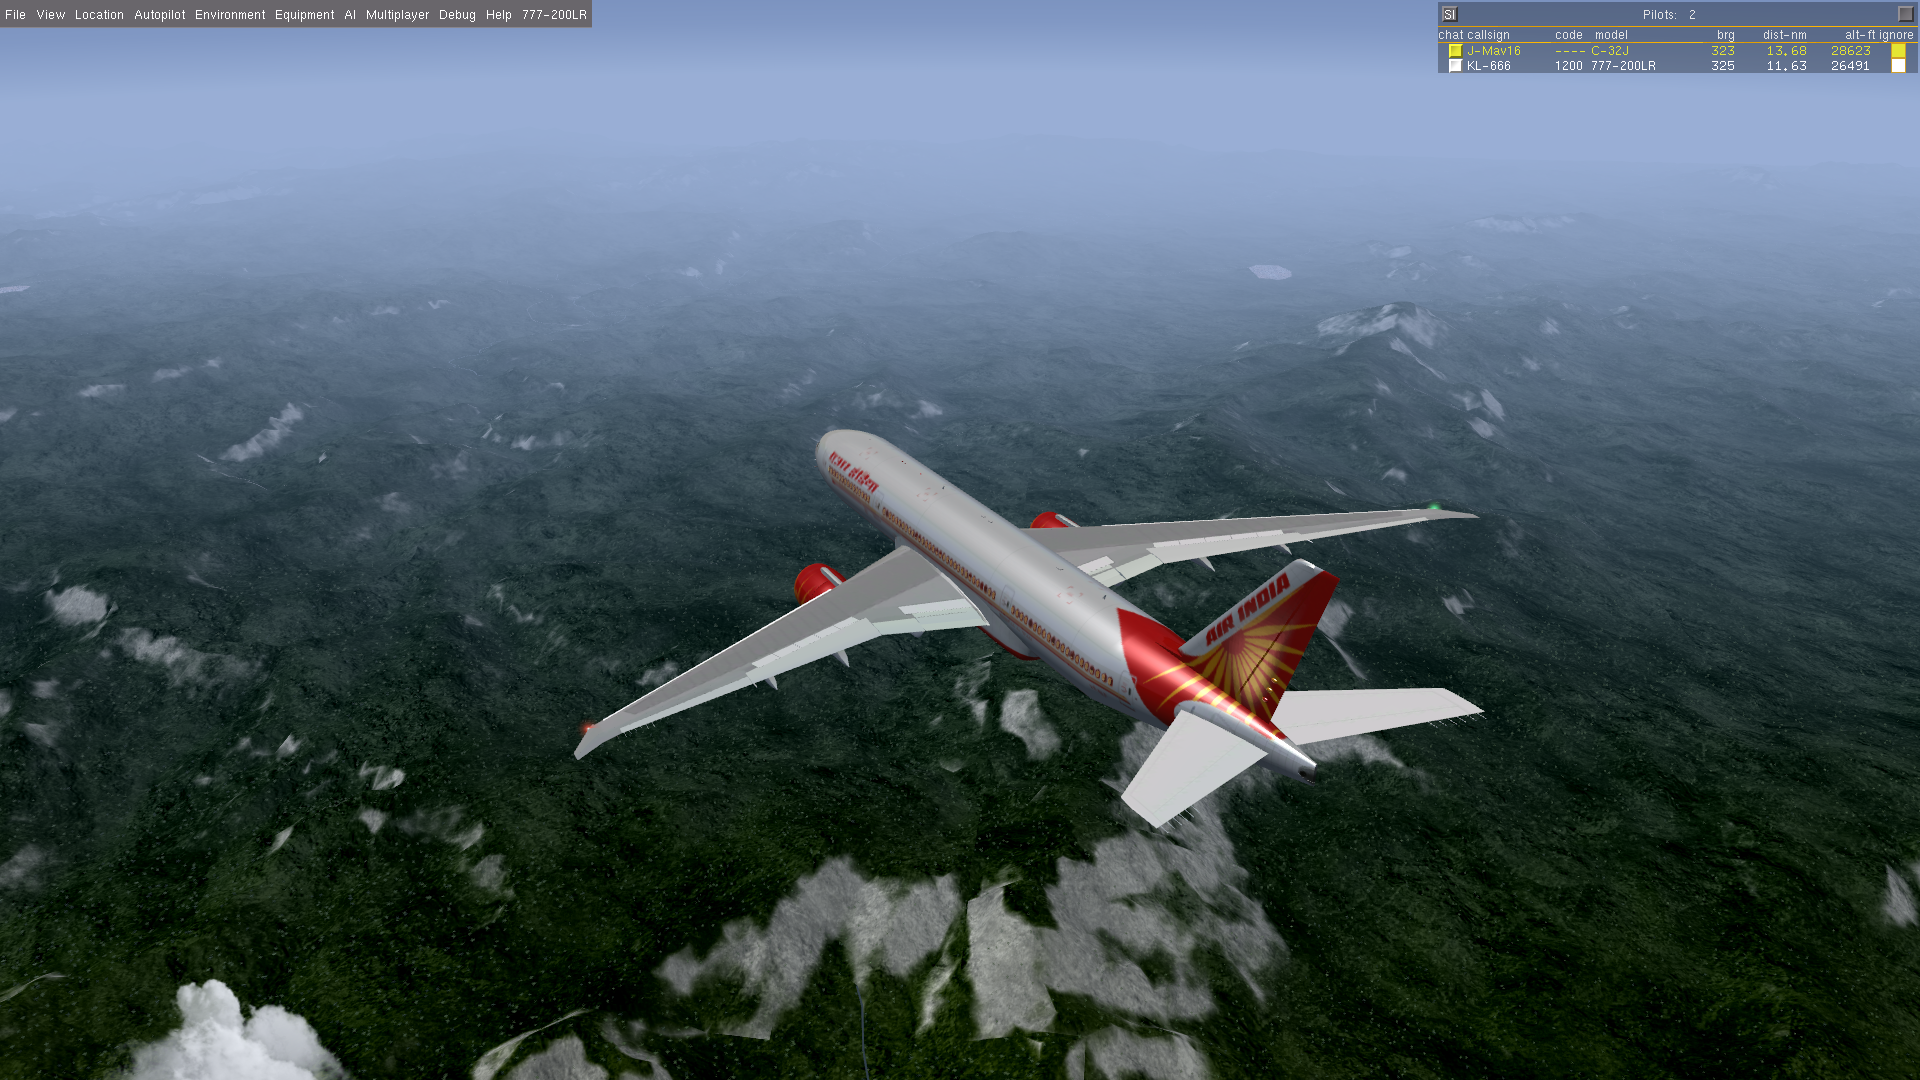 File View Location Autopilot Environment Equipment AI Multiplayer Debug Help 777-200LR
SI Pilots: 2
chat callsign code model brg dist-nm alt-ft ignore
J-Mav16 ---- C-32J 323 13.68 28623
KL-666 1200 777-200LR 325 11.63 26491
एअर इंडिया
AIR INDIA